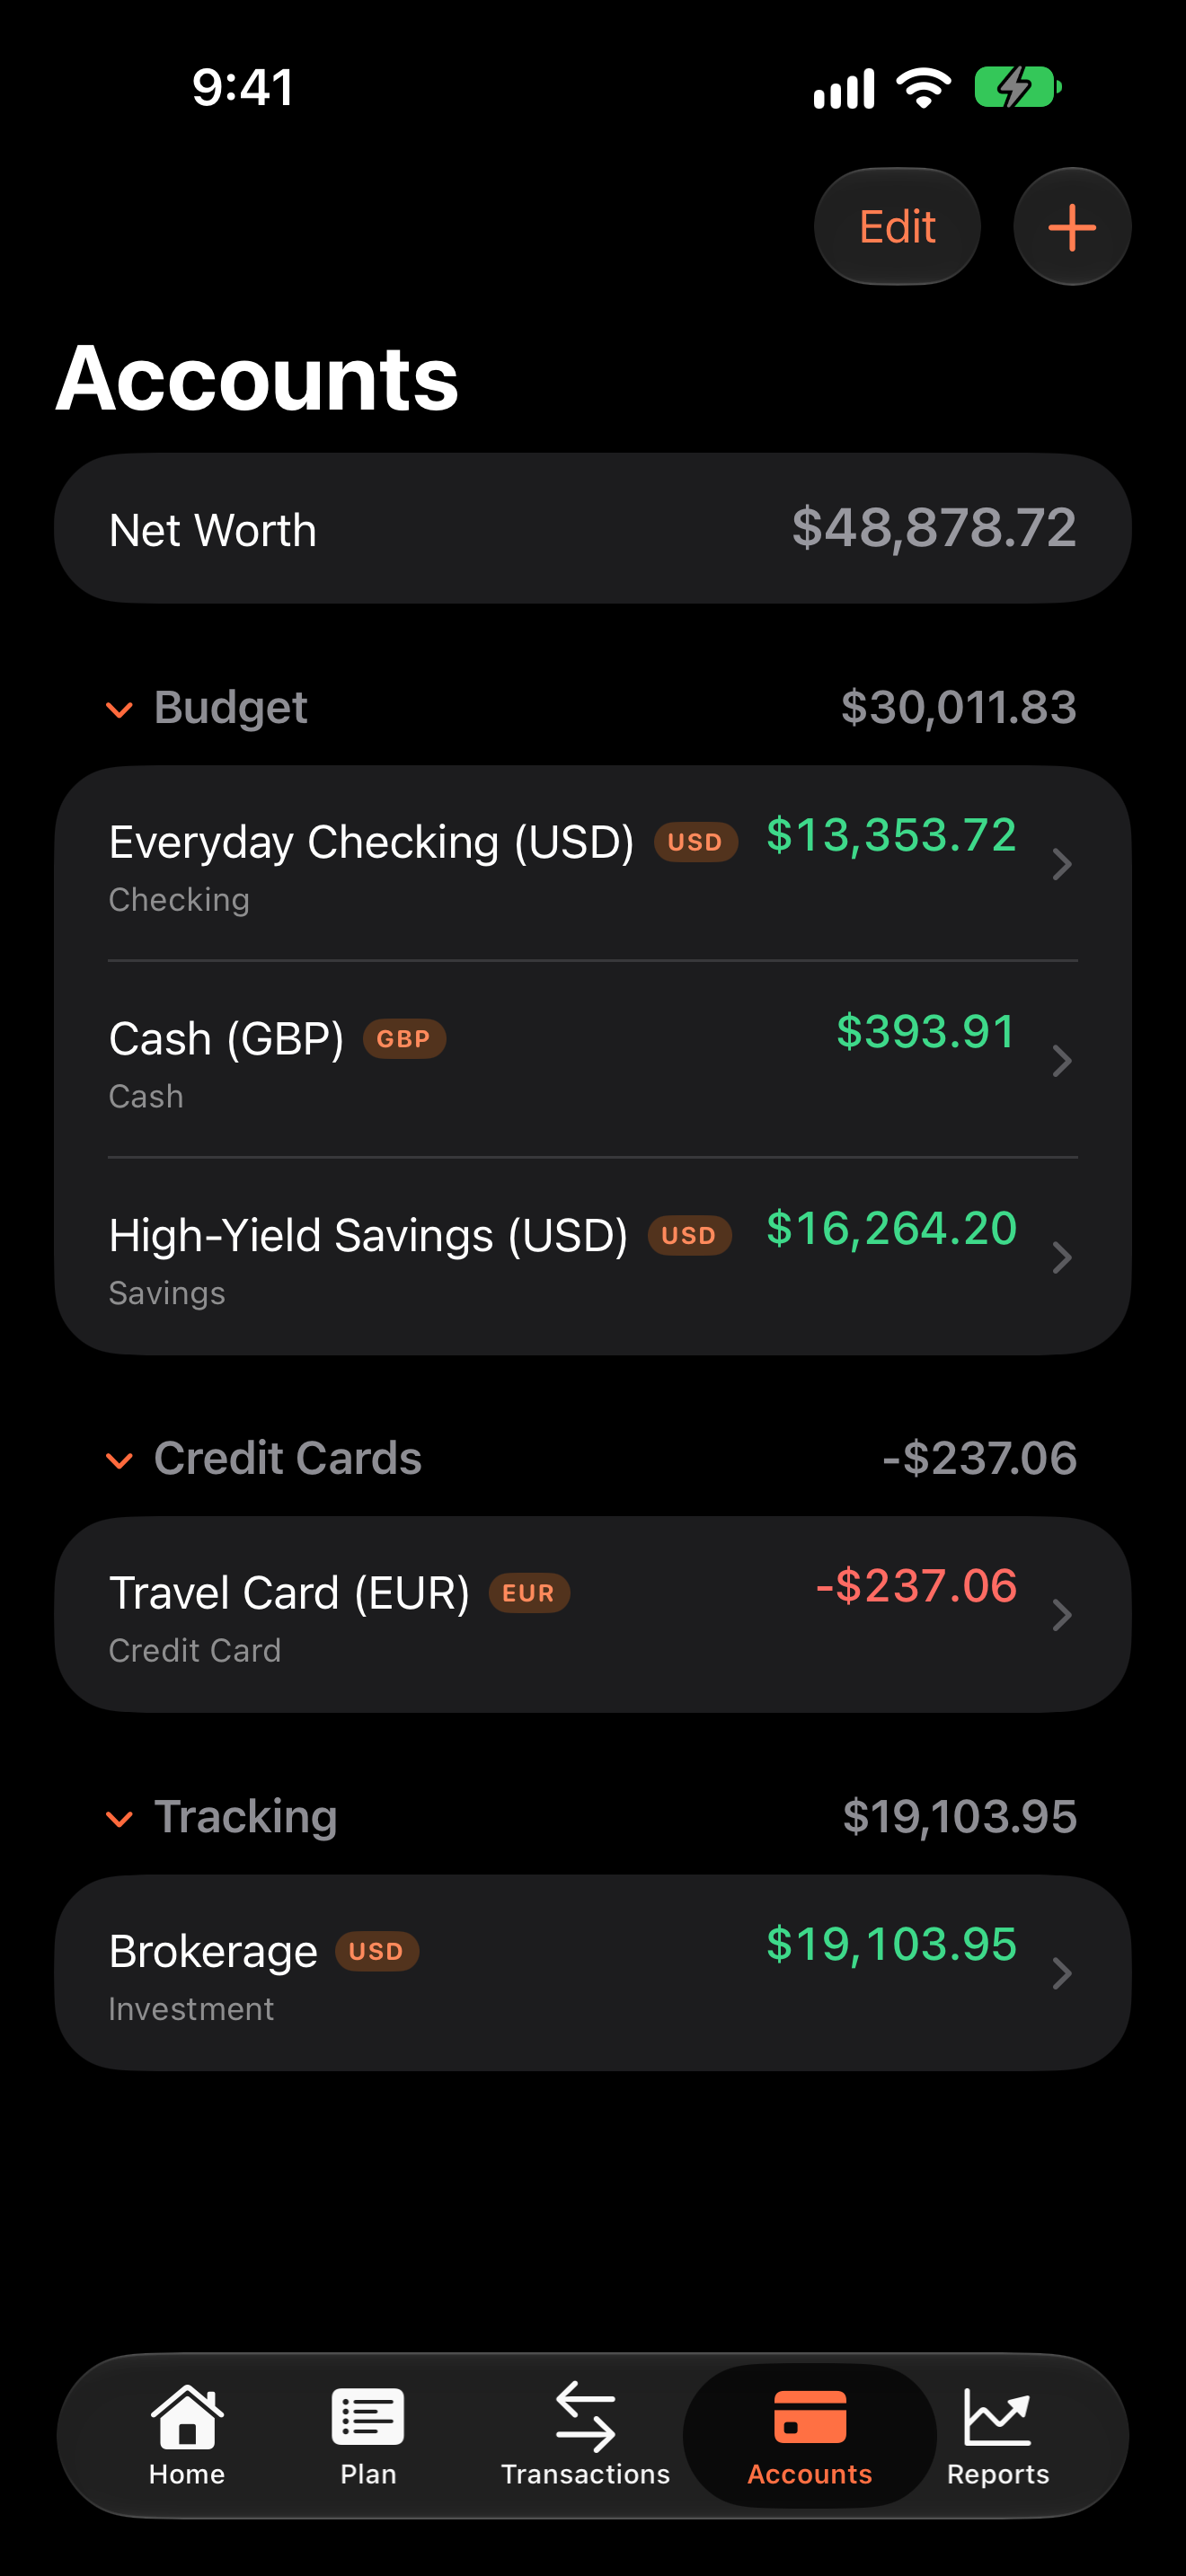 9:41
Edit
Accounts
Net Worth $48,878.72
Budget $30,011.83
Everyday Checking (USD) USD $13,353.72
Checking
Cash (GBP) GBP $393.91
Cash
High-Yield Savings (USD) USD $16,264.20
Savings
Credit Cards -$237.06
Travel Card (EUR) EUR -$237.06
Credit Card
Tracking $19,103.95
Brokerage USD $19,103.95
Investment
Home Plan Transactions Accounts Reports